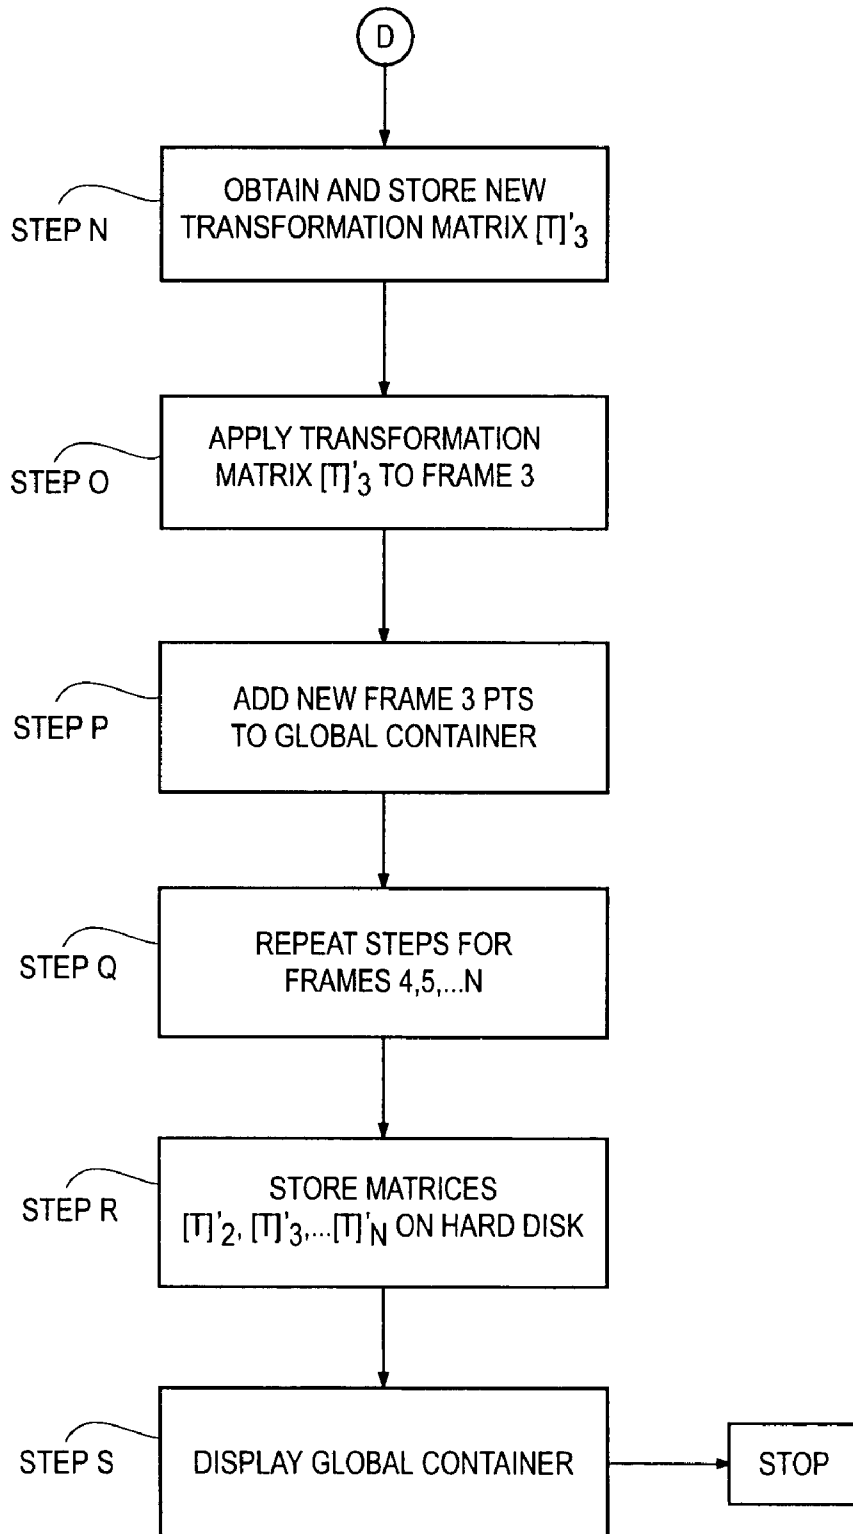 D
STEP N
OBTAIN AND STORE NEW
TRANSFORMATION MATRIX [T]'3
STEP O
APPLY TRANSFORMATION
MATRIX [T]'3 TO FRAME 3
STEP P
ADD NEW FRAME 3 PTS
TO GLOBAL CONTAINER
STEP Q
REPEAT STEPS FOR
FRAMES 4,5,...N
STEP R
STORE MATRICES
[T]'2, [T]'3,...[T]'N ON HARD DISK
STEP S
DISPLAY GLOBAL CONTAINER
STOP